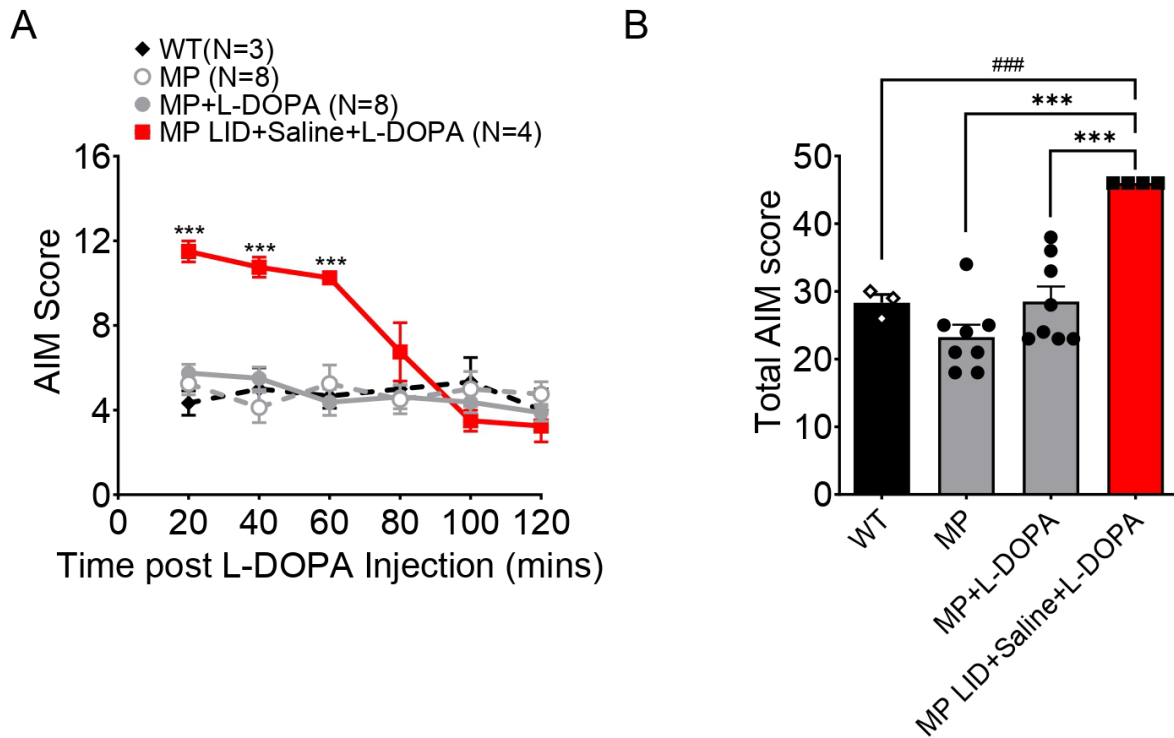 A
WT(N=3)
MP (N=8)
MP+L-DOPA (N=8)
MP LID+Saline+L-DOPA (N=4)
AIM Score
16
12
8
4
0
***
***
***
0 20 40 60 80 100 120
Time post L-DOPA Injection (mins)
B
###
***
***
Total AIM score
50
40
30
20
10
0
WT
MP
MP+L-DOPA
MP LID+Saline+L-DOPA